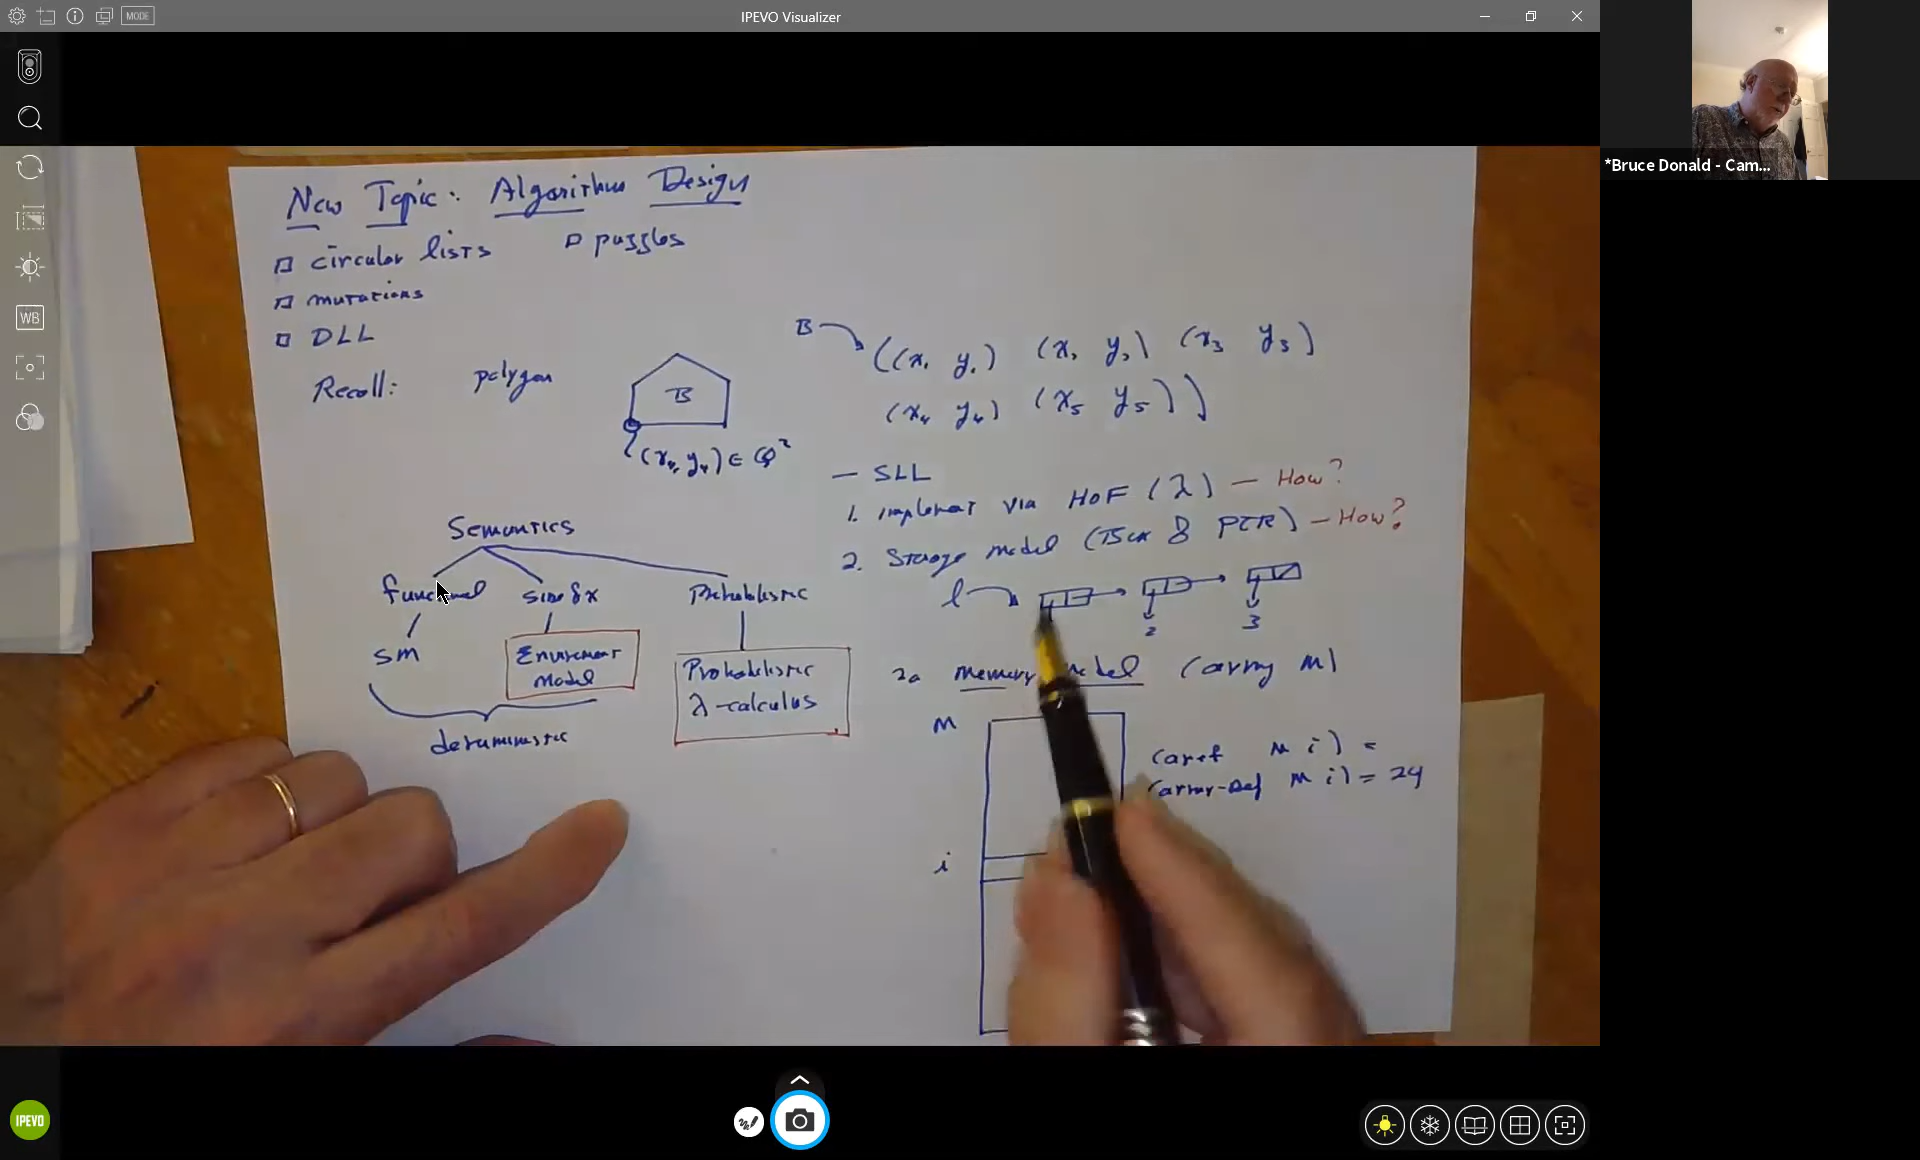 MODE
IPEVO Visualizer
*Bruce Donald - Cam...
WB
New Topic: Algorithm Design
□ circular lists □ puzzles
□ mutations
□ DLL
Recall: polygon B
(x4, y4) ∈ Q²
B
((x1 y1) (x2 y2) (x3 y3)
(x4 y4) (x5 y5))
— SLL
1. implement via HOF (λ) — How?
2. Storage model (Box & PTR) — How?
l
2 3
Semantics
functional side fx Probabilistic
SM Environment Model
Probabilistic λ-calculus
deterministic
2a memory model (array M)
M
(aref M i) =
(array-ref M i) = 24
i
IPEVO